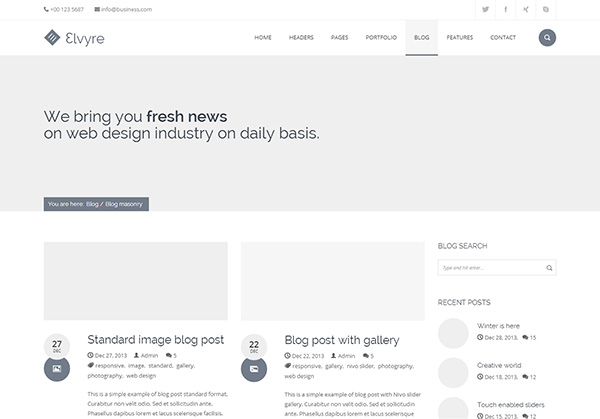 +00 123 5687 info@business.com
Elvyre
HOME HEADERS PAGES PORTFOLIO BLOG FEATURES CONTACT
We bring you fresh news
on web design industry on daily basis.
You are here: Blog / Blog masonry
BLOG SEARCH
Type and hit enter...
RECENT POSTS
Winter is here
Dec 28, 2013, 15
Creative world
Dec 18, 2013, 12
Touch enabled sliders
Dec 15, 2013, 12
27
DEC
Standard image blog post
Dec 27, 2013 Admin 5
responsive, image, standard, gallery,
photography, web design
This is a simple example of blog post standard format.
Curabitur non velit odio. Sed et sollicitudin ante.
Phasellus dapibus lorem et lacus scelerisque facilisis.
22
DEC
Blog post with gallery
Dec 22, 2013 Admin 5
responsive, gallery, nivo slider, photography,
web design
This is a simple example of blog post with Nivo slider
gallery. Curabitur non velit odio. Sed et sollicitudin
ante. Phasellus dapibus lorem et lacus scelerisque